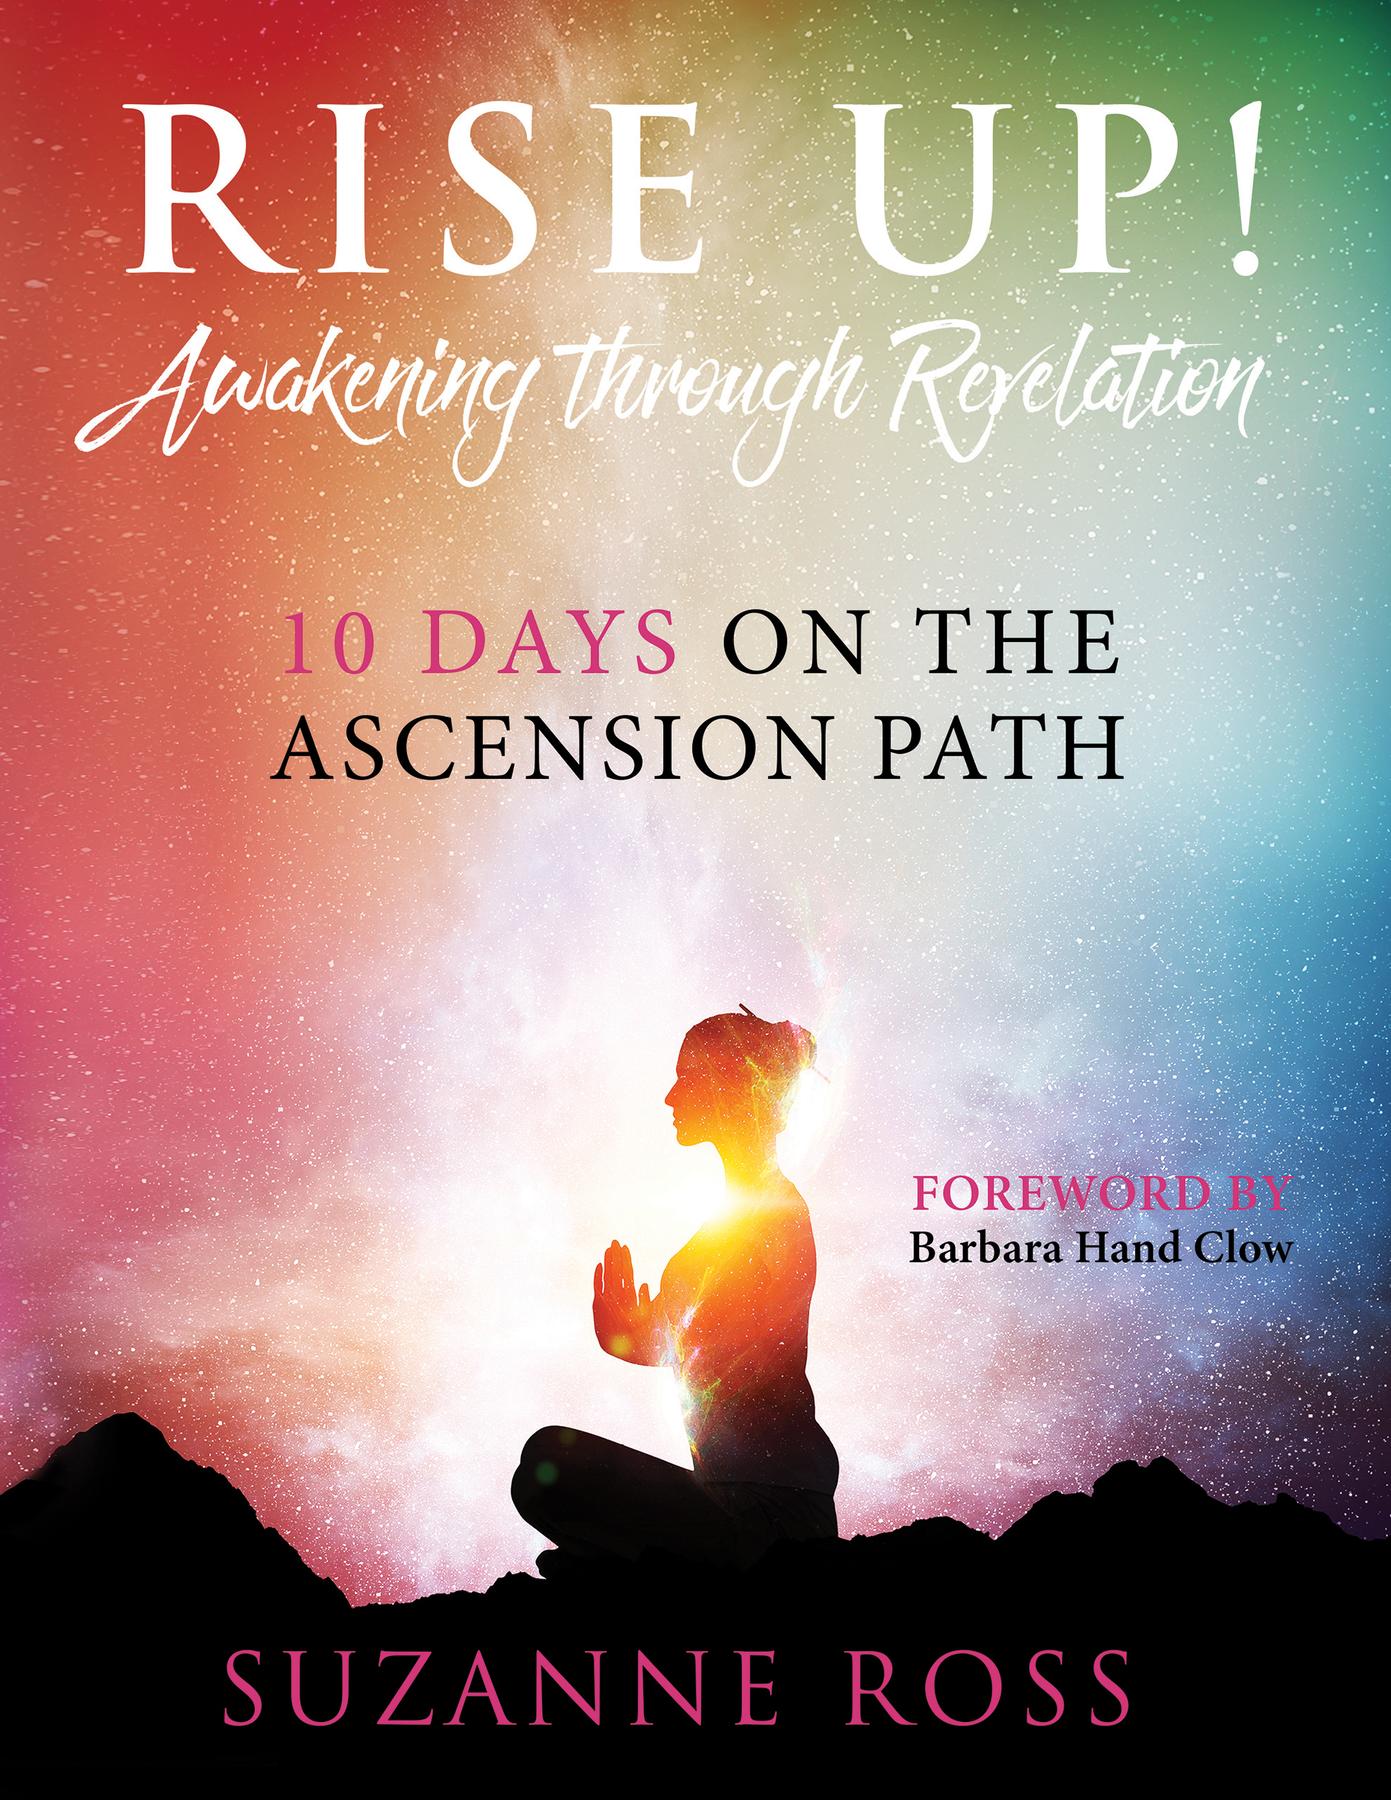 RISE UP!
Awakening through Revelation
10 DAYS ON THE
ASCENSION PATH
FOREWORD BY
Barbara Hand Clow
SUZANNE ROSS